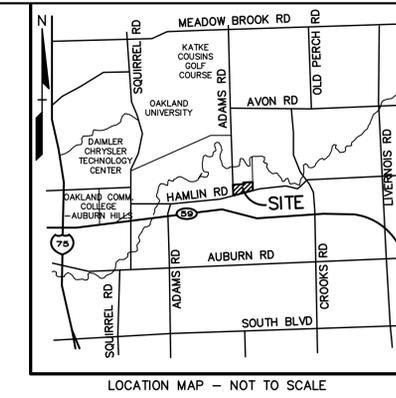 N
MEADOW BROOK RD
SQUIRREL RD
KATKE
COUSINS
GOLF
COURSE
ADAMS RD
OLD PERCH RD
OAKLAND
UNIVERSITY
AVON RD
DAIMLER
CHRYSLER
TECHNOLOGY
CENTER
LIVERNOIS RD
OAKLAND COMM.
COLLEGE
-AUBURN HILLS
HAMLIN RD
SITE
59
75
ADAMS RD
AUBURN RD
CROOKS RD
SQUIRREL RD
SOUTH BLVD
LOCATION MAP - NOT TO SCALE